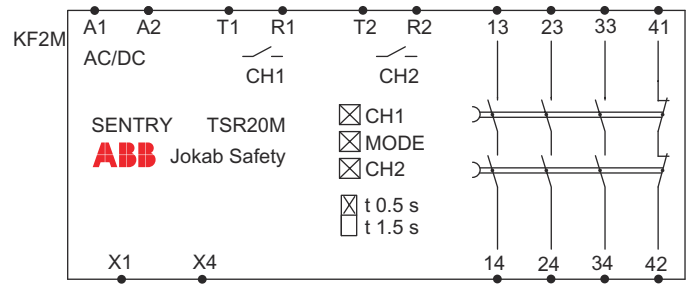 A1 A2 T1 R1 T2 R2 13 23 33 41
KF2M
AC/DC CH1 CH2
SENTRY TSR20M
ABB Jokab Safety
CH1
MODE
CH2
t 0.5 s
t 1.5 s
X1 X4 14 24 34 42